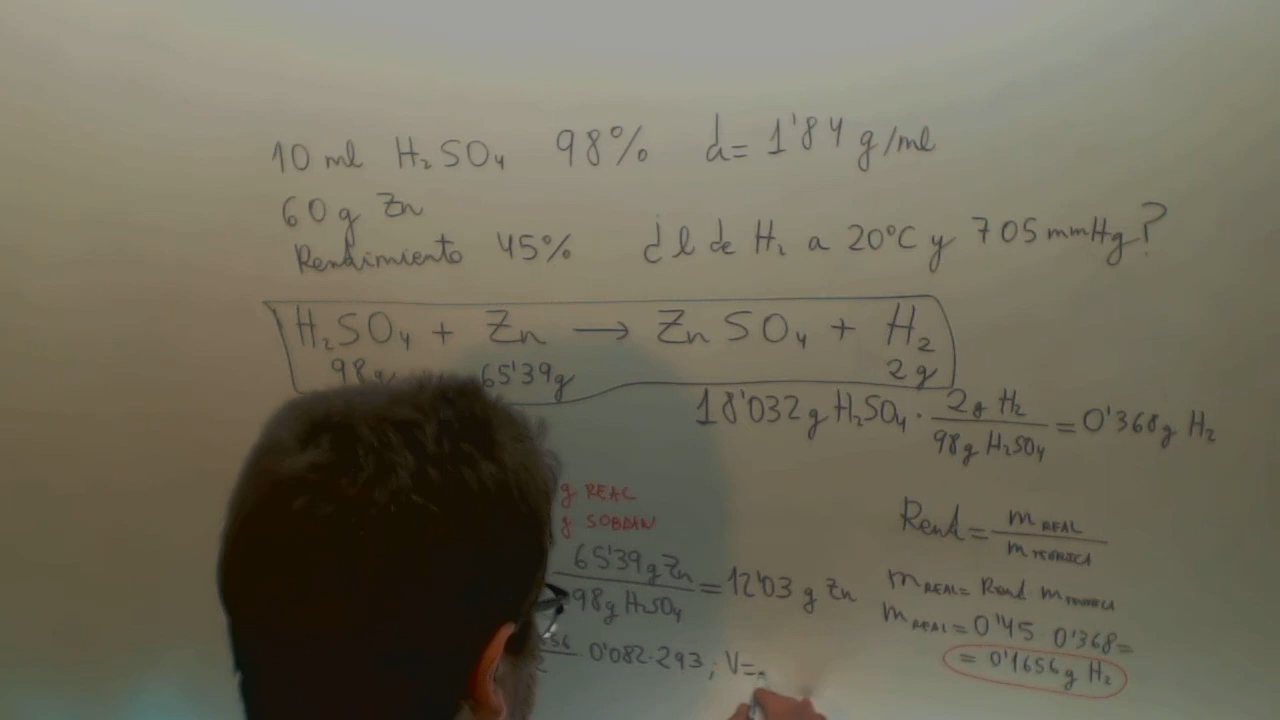 10 ml H₂SO₄ 98% d= 1'84 g/ml
60 g Zn
Rendimiento 45% ¿l de H₂ a 20°C y 705 mmHg?
H₂SO₄ + Zn → ZnSO₄ + H₂
98g 65'39g 2g
18'032 g H₂SO₄ · 2g H₂ / 98g H₂SO₄ = 0'368g H₂
g REAL
g SOBRAN
65'39 g Zn / 98g H₂SO₄ = 12'03 g Zn
0'082·293 ; V=
Rend = m REAL / m TEORICA
m REAL = Rend m TEORICA
m REAL = 0'45 0'368=
= 0'1656 g H₂